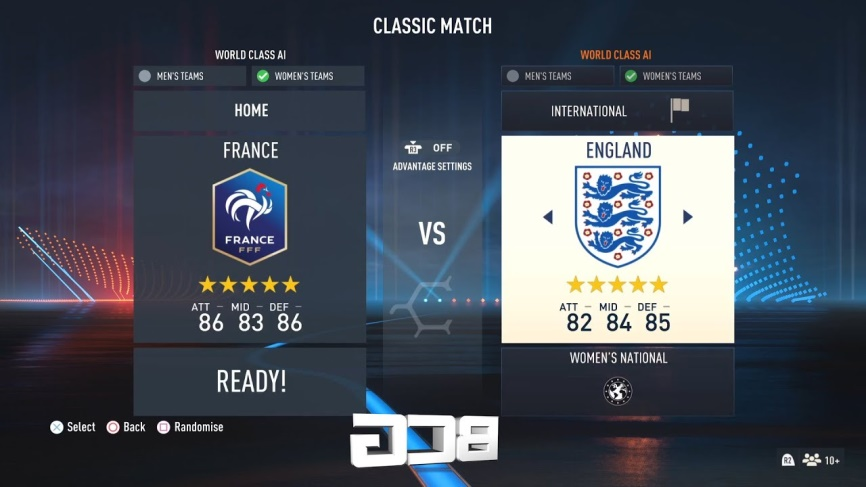 CLASSIC MATCH
WORLD CLASS AI
MEN'S TEAMS
WOMEN'S TEAMS
HOME
FRANCE
FRANCE
FFF
ATT – MID – DEF –
86 83 86
READY!
R3 OFF
ADVANTAGE SETTINGS
VS
WORLD CLASS AI
MEN'S TEAMS
WOMEN'S TEAMS
INTERNATIONAL
ENGLAND
ATT – MID – DEF –
82 84 85
WOMEN'S NATIONAL
Select Back Randomise
R2 10+